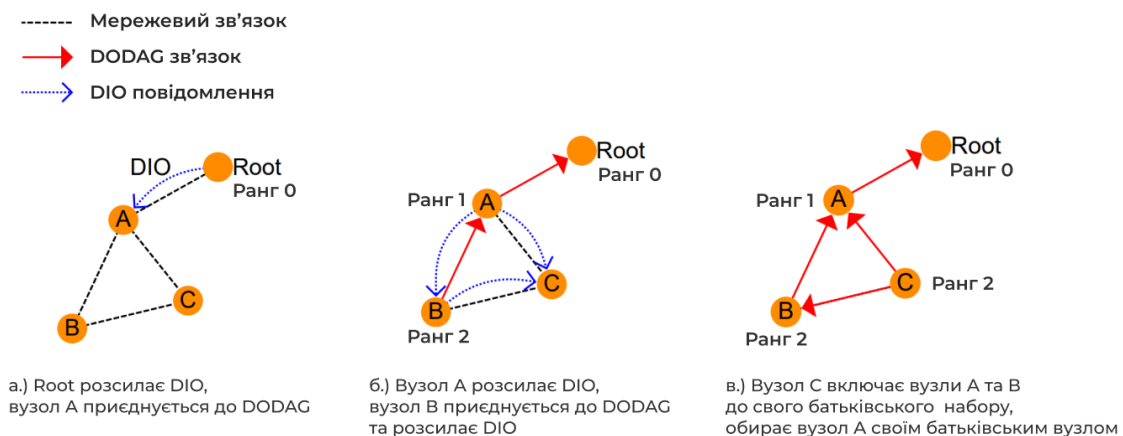 Мережевий зв’язок
DODAG зв’язок
DIO повідомлення
DIO
Root
Ранг 0
A
B
C
а.) Root розсилає DIO,
вузол A приєднується до DODAG
Root
Ранг 0
Ранг 1
A
C
B
Ранг 2
б.) Вузол A розсилає DIO,
вузол B приєднується до DODAG
та розсилає DIO
Root
Ранг 0
Ранг 1
A
C
Ранг 2
B
Ранг 2
в.) Вузол C включає вузли A та B
до свого батьківського набору,
обирає вузол A своїм батьківським вузлом